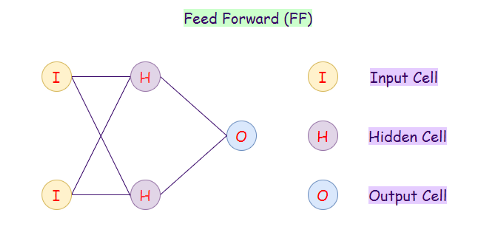 Feed Forward (FF)
I H I Input Cell
O H Hidden Cell
I H O Output Cell